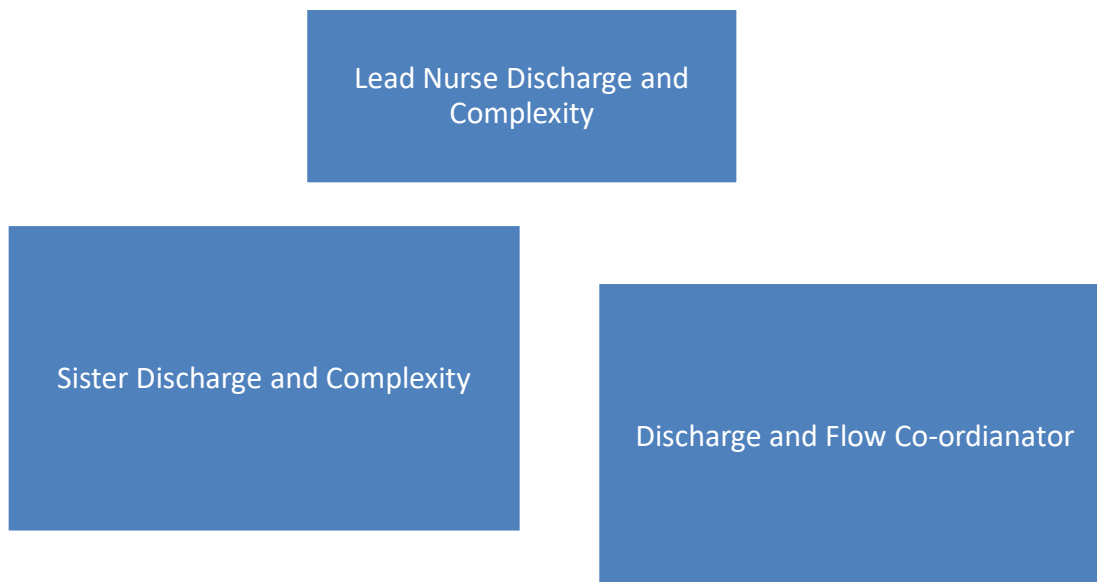 Lead Nurse Discharge and
Complexity
Sister Discharge and Complexity
Discharge and Flow Co-ordianator